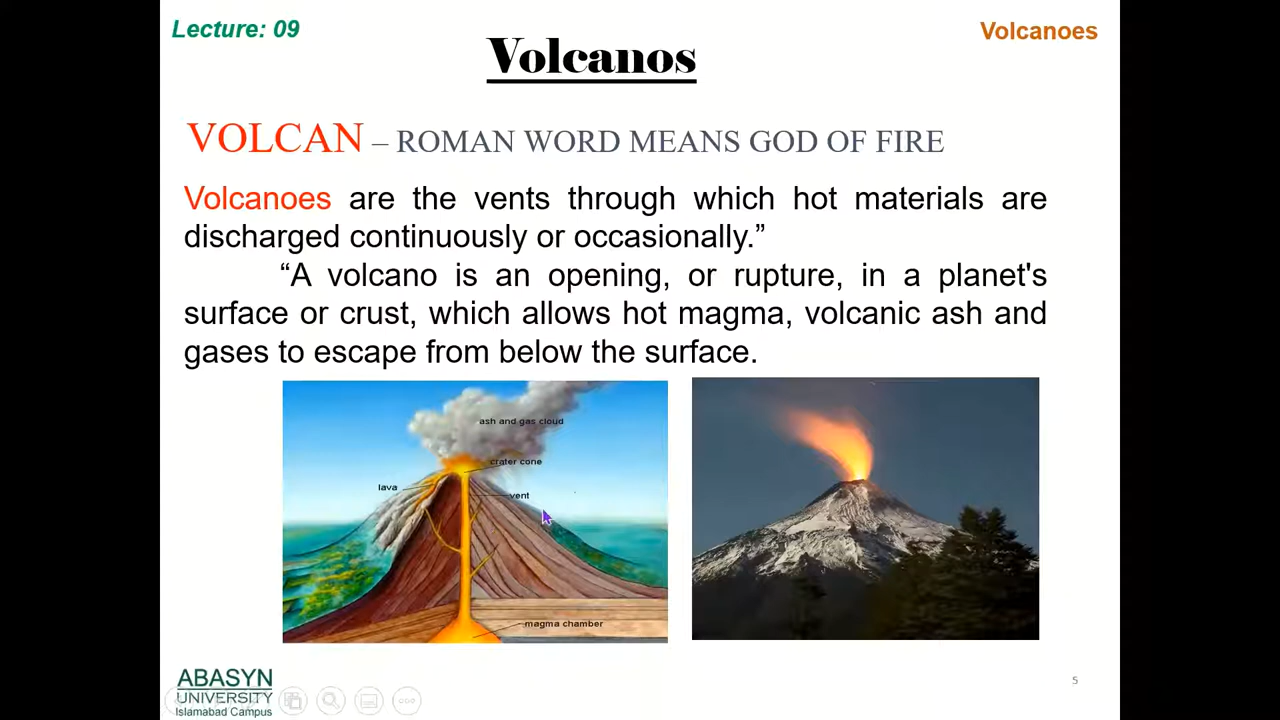 Lecture: 09
Volcanoes
Volcanos
VOLCAN – ROMAN WORD MEANS GOD OF FIRE
Volcanoes are the vents through which hot materials are
discharged continuously or occasionally.”
“A volcano is an opening, or rupture, in a planet's
surface or crust, which allows hot magma, volcanic ash and
gases to escape from below the surface.
ash and gas cloud
crater cone
lava
vent
magma chamber
ABASYN
UNIVERSITY
Islamabad Campus
5